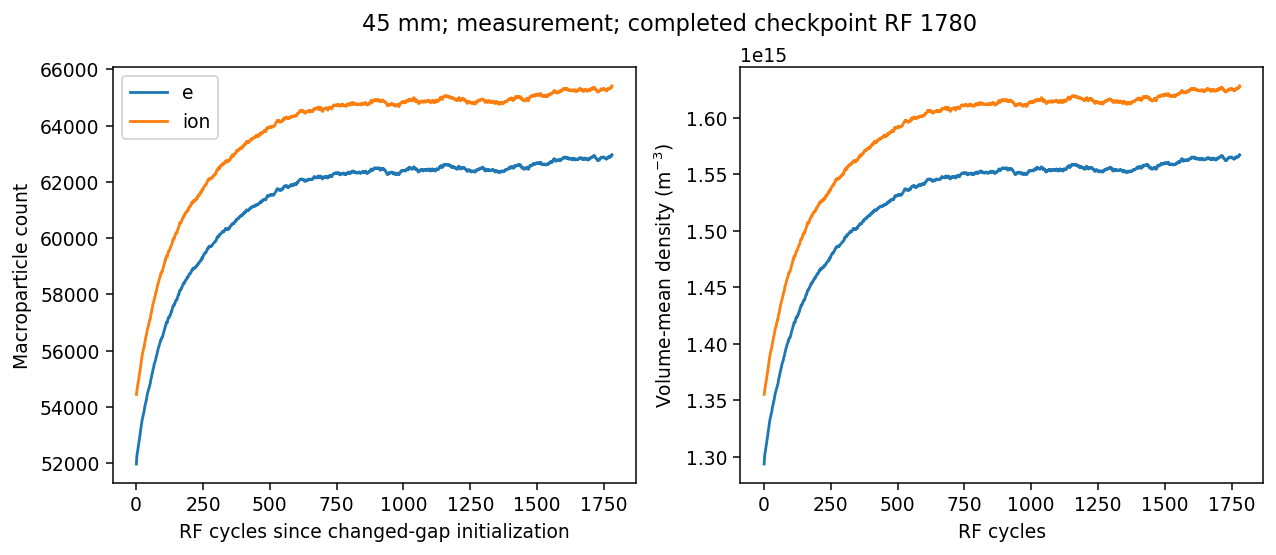 45 mm; measurement; completed checkpoint RF 1780
66000
64000
62000
60000
58000
56000
54000
52000
Macroparticle count
e
ion
0 250 500 750 1000 1250 1500 1750
RF cycles since changed-gap initialization
1e15
1.60
1.55
1.50
1.45
1.40
1.35
1.30
Volume-mean density (m⁻³)
0 250 500 750 1000 1250 1500 1750
RF cycles